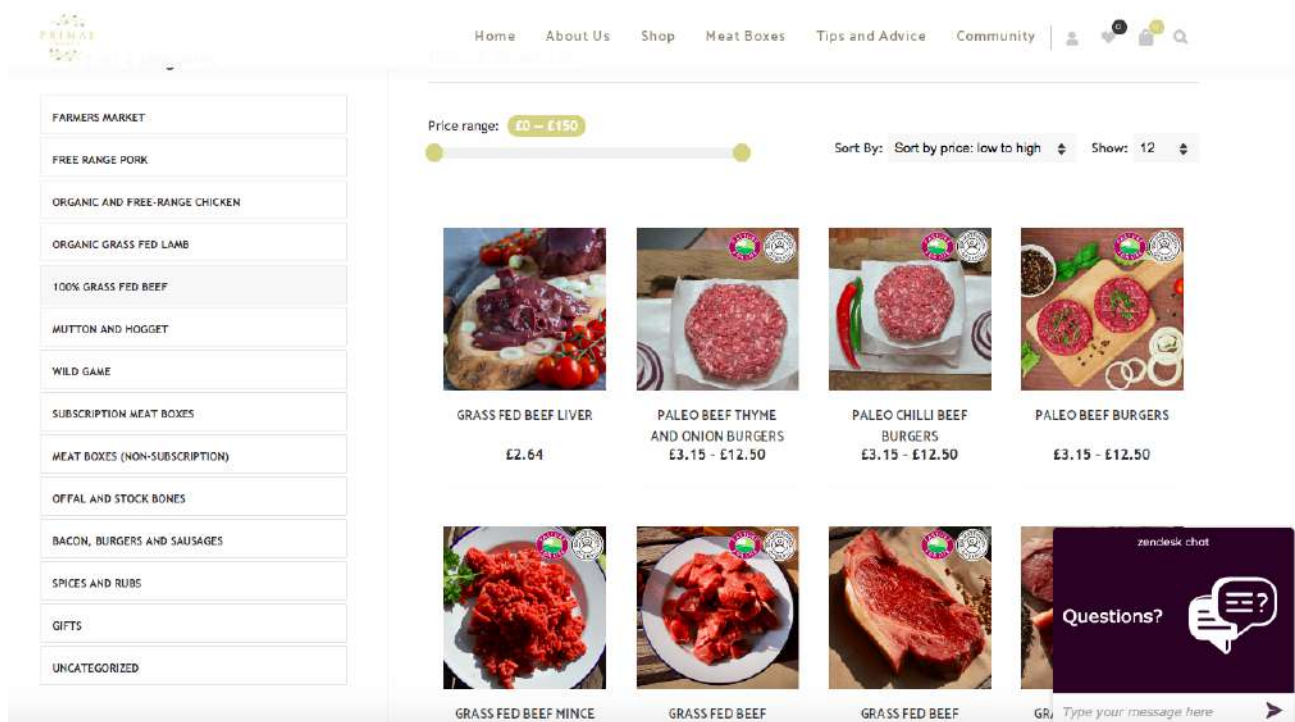 PRIMAL
Home About Us Shop Meat Boxes Tips and Advice Community
0
FARMERS MARKET
FREE RANGE PORK
ORGANIC AND FREE-RANGE CHICKEN
ORGANIC GRASS FED LAMB
100% GRASS FED BEEF
MUTTON AND HOGGET
WILD GAME
SUBSCRIPTION MEAT BOXES
MEAT BOXES (NON-SUBSCRIPTION)
OFFAL AND STOCK BONES
BACON, BURGERS AND SAUSAGES
SPICES AND RUBS
GIFTS
UNCATEGORIZED
Price range: £0 — £150
Sort By: Sort by price: low to high Show: 12
GRASS FED BEEF LIVER
£2.64
PALEO BEEF THYME
AND ONION BURGERS
£3.15 - £12.50
PALEO CHILLI BEEF
BURGERS
£3.15 - £12.50
PALEO BEEF BURGERS
£3.15 - £12.50
GRASS FED BEEF MINCE
GRASS FED BEEF
GRASS FED BEEF
zendesk chat
Questions?
Type your message here